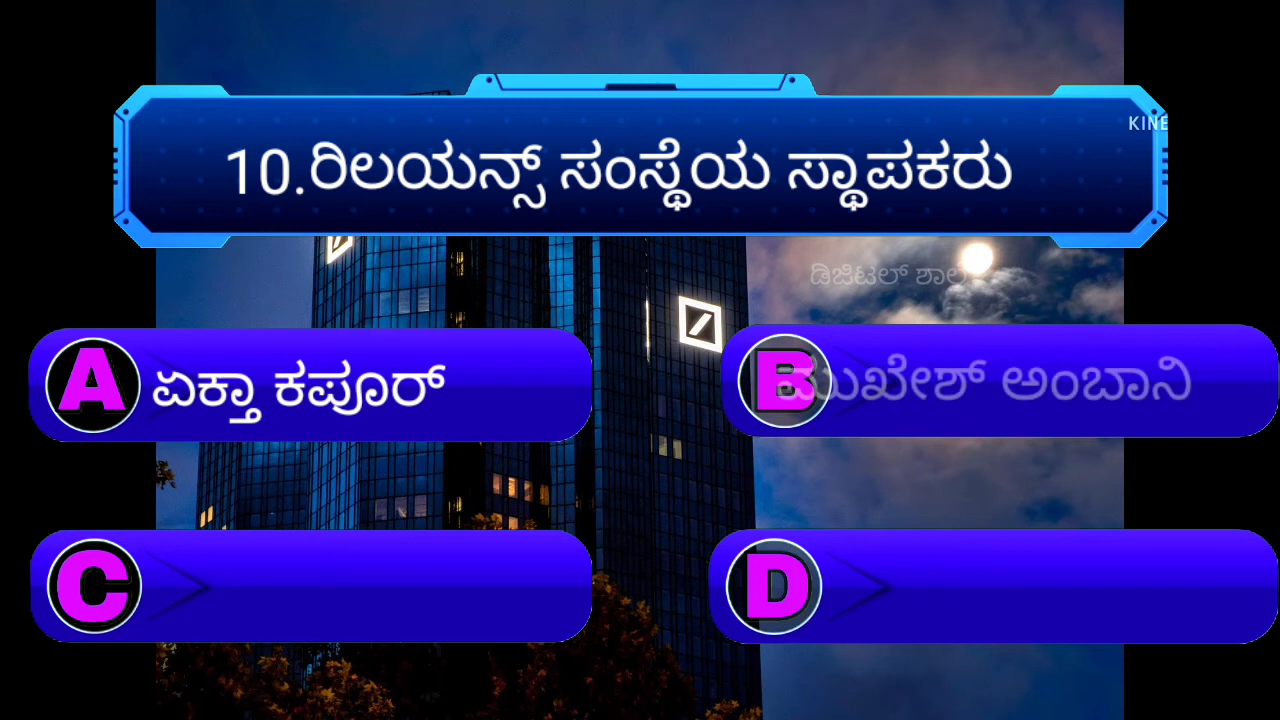 KINE
10.ರಿಲಯನ್ಸ್ ಸಂಸ್ಥೆಯ ಸ್ಥಾಪಕರು
ಡಿಜಿಟಲ್ ಶಾಲೆ
A ಏಕ್ತಾ ಕಪೂರ್
B ಮುಖೇಶ್ ಅಂಬಾನಿ
C
D